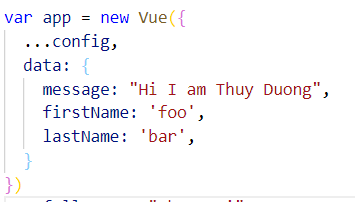 var app = new Vue({
...config,
data: {
message: "Hi I am Thuy Duong",
firstName: 'foo',
lastName: 'bar',
}
})